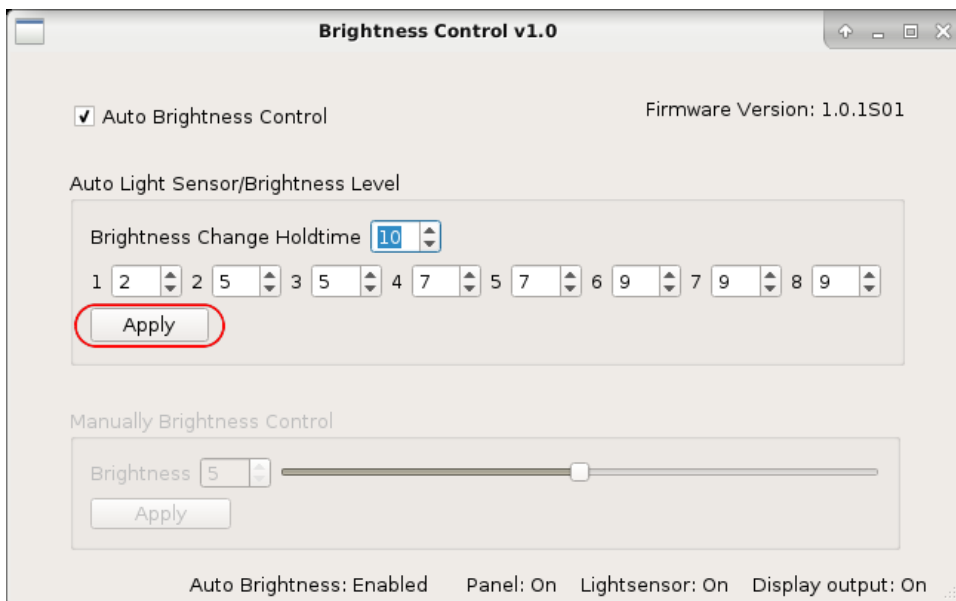 Brightness Control v1.0
Auto Brightness Control Firmware Version: 1.0.1S01
Auto Light Sensor/Brightness Level
Brightness Change Holdtime 10
1 2 2 5 3 5 4 7 5 7 6 9 7 9 8 9
Apply
Manually Brightness Control
Brightness 5
Apply
Auto Brightness: Enabled Panel: On Lightsensor: On Display output: On